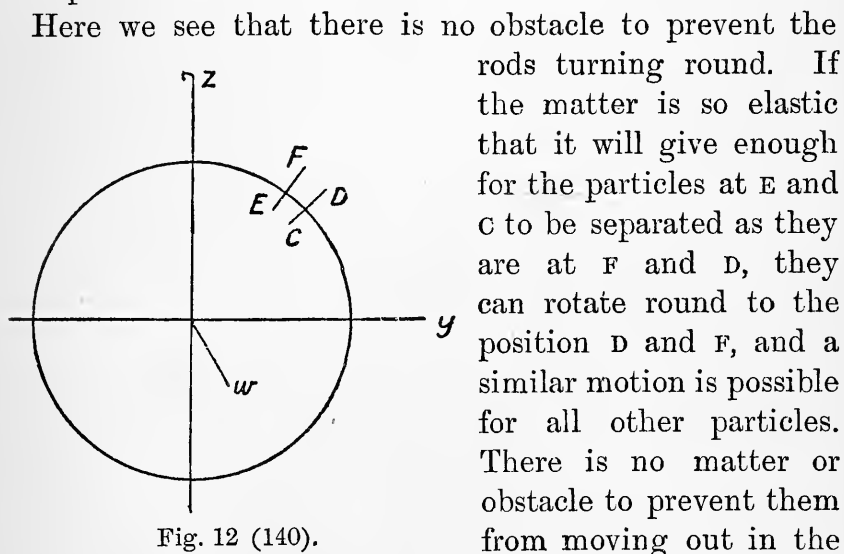 Here we see that there is no obstacle to prevent the
rods turning round. If
the matter is so elastic
that it will give enough
for the particles at E and
C to be separated as they
are at F and D, they
can rotate round to the
position D and F, and a
similar motion is possible
for all other particles.
There is no matter or
obstacle to prevent them
from moving out in the
z
F
E
D
C
y
w
Fig. 12 (140).